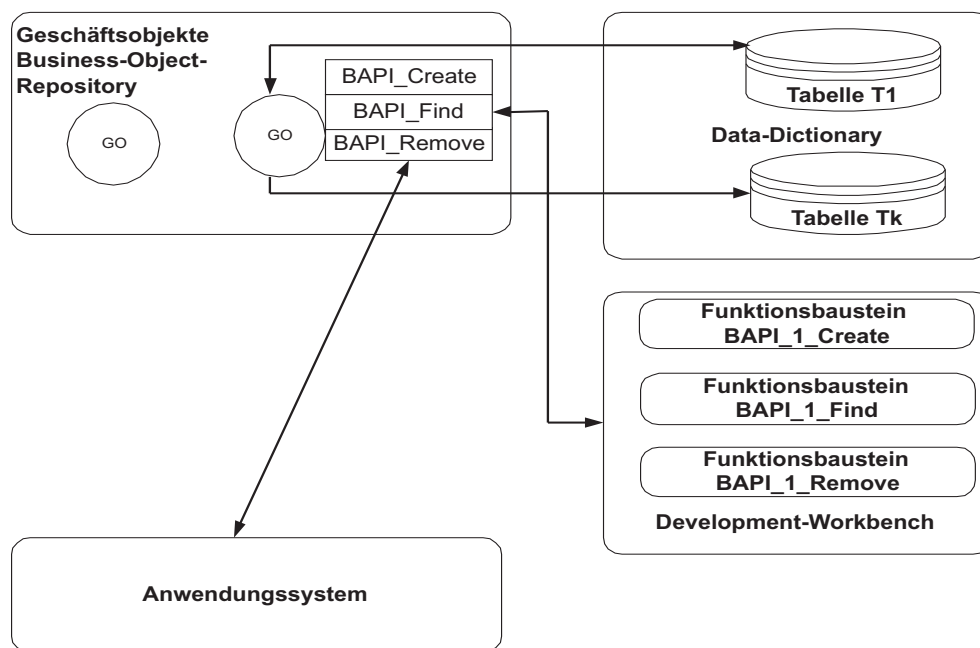 Geschäftsobjekte
Business-Object-
Repository
GO
GO
BAPI_Create
BAPI_Find
BAPI_Remove
Tabelle T1
Data-Dictionary
Tabelle Tk
Funktionsbaustein
BAPI_1_Create
Funktionsbaustein
BAPI_1_Find
Funktionsbaustein
BAPI_1_Remove
Development-Workbench
Anwendungssystem